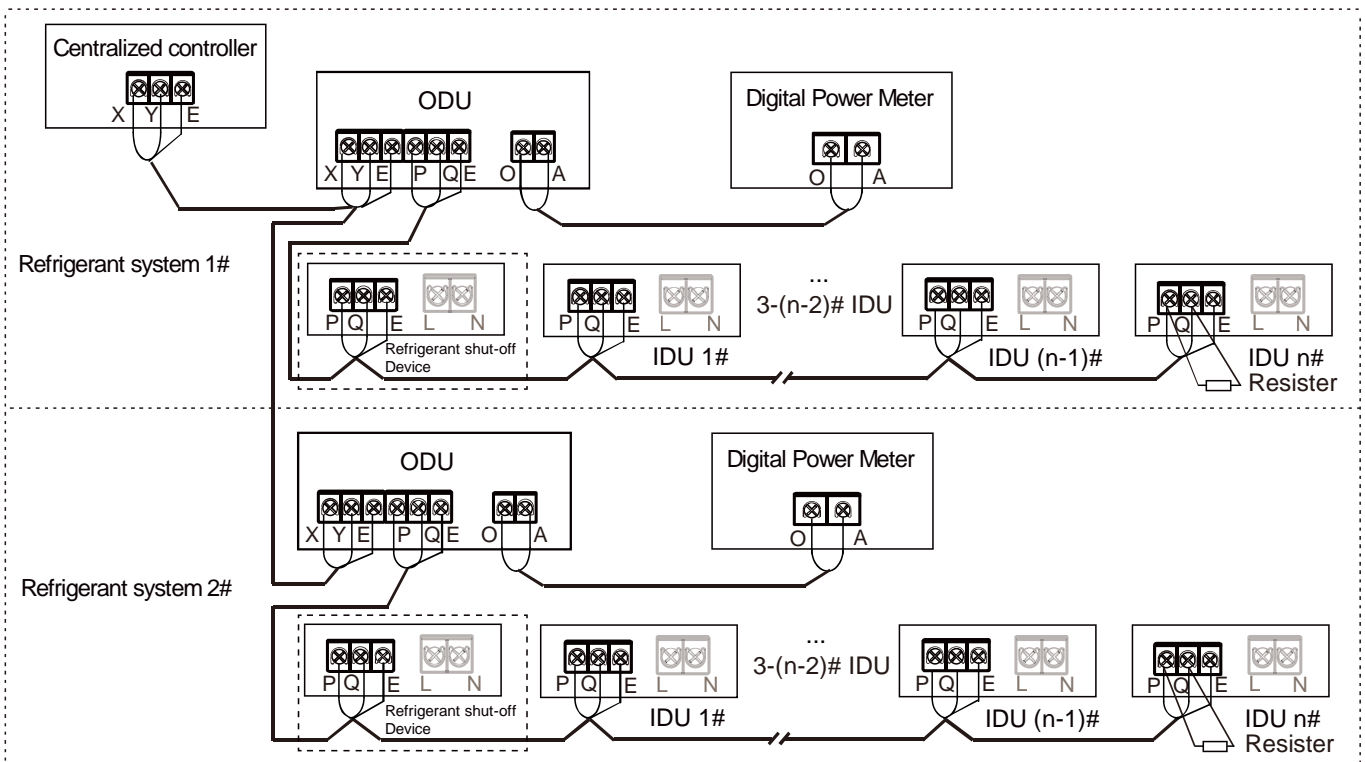 Centralized controller
X Y E
ODU
X Y E P Q E O A
Digital Power Meter
O A
Refrigerant system 1#
P Q E L N
Refrigerant shut-off
Device
P Q E L N
IDU 1#
...
3-(n-2)# IDU
P Q E L N
IDU (n-1)#
P Q E L N
IDU n#
Resister
ODU
X Y E P Q E O A
Digital Power Meter
O A
Refrigerant system 2#
P Q E L N
Refrigerant shut-off
Device
P Q E L N
IDU 1#
...
3-(n-2)# IDU
P Q E L N
IDU (n-1)#
P Q E L N
IDU n#
Resister